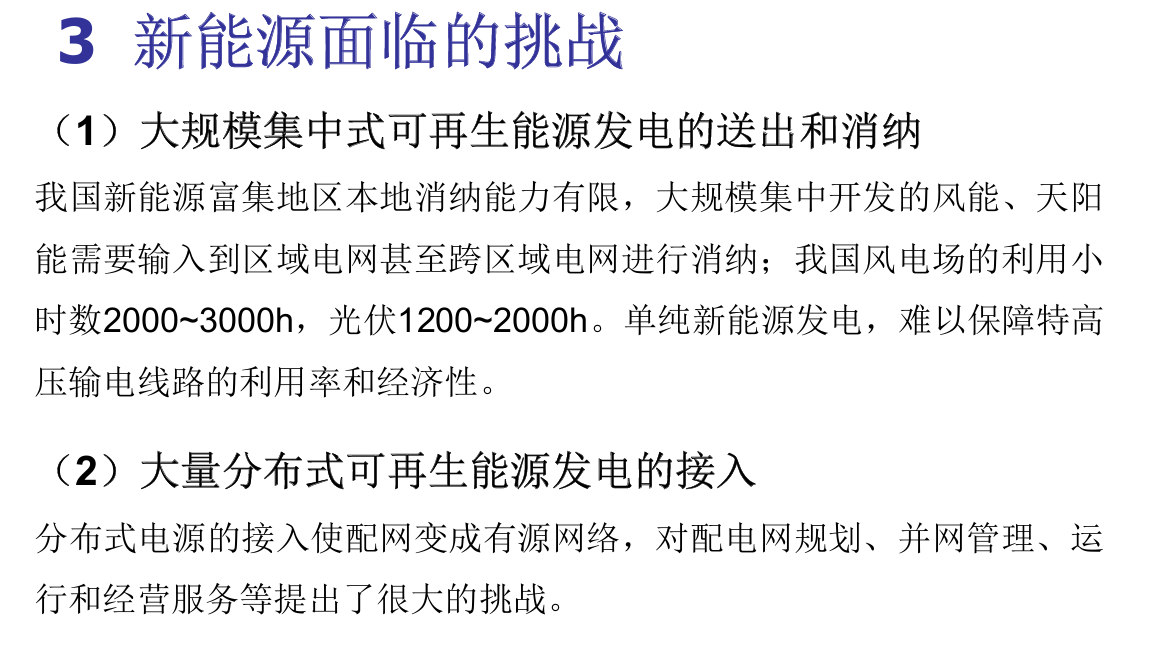 3 新能源面临的挑战
（1）大规模集中式可再生能源发电的送出和消纳
我国新能源富集地区本地消纳能力有限，大规模集中开发的风能、天阳
能需要输入到区域电网甚至跨区域电网进行消纳；我国风电场的利用小
时数2000~3000h，光伏1200~2000h。单纯新能源发电，难以保障特高
压输电线路的利用率和经济性。
（2）大量分布式可再生能源发电的接入
分布式电源的接入使配网变成有源网络，对配电网规划、并网管理、运
行和经营服务等提出了很大的挑战。